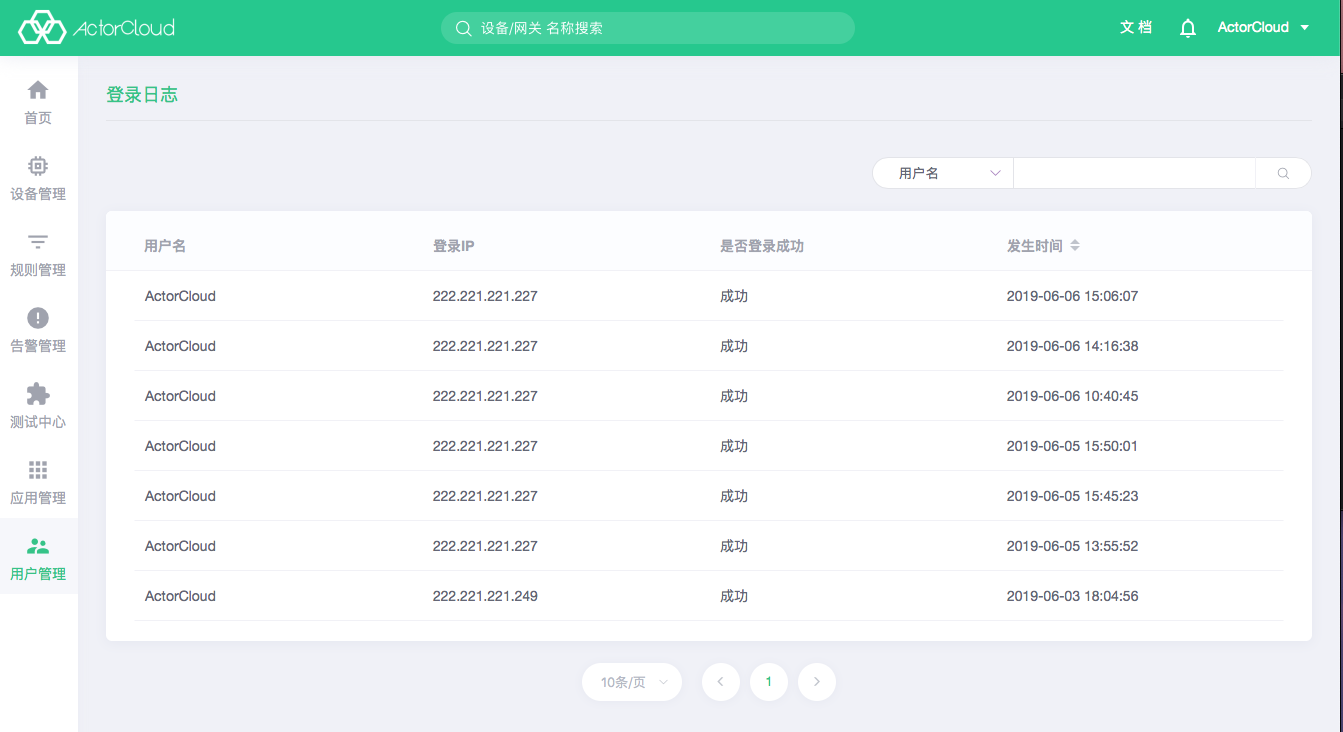 ActorCloud
设备/网关 名称搜索
文档
ActorCloud
首页
设备管理
规则管理
告警管理
测试中心
应用管理
用户管理
登录日志
用户名
用户名 登录IP 是否登录成功 发生时间
ActorCloud 222.221.221.227 成功 2019-06-06 15:06:07
ActorCloud 222.221.221.227 成功 2019-06-06 14:16:38
ActorCloud 222.221.221.227 成功 2019-06-06 10:40:45
ActorCloud 222.221.221.227 成功 2019-06-05 15:50:01
ActorCloud 222.221.221.227 成功 2019-06-05 15:45:23
ActorCloud 222.221.221.227 成功 2019-06-05 13:55:52
ActorCloud 222.221.221.249 成功 2019-06-03 18:04:56
10条/页 1